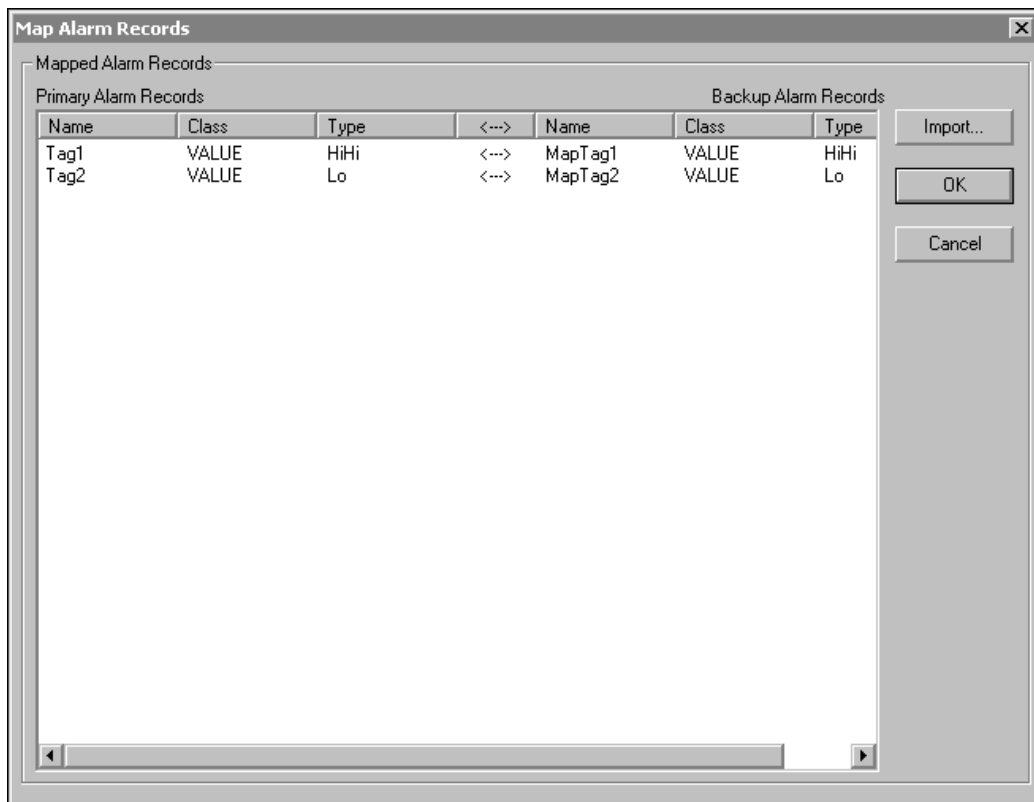 Map Alarm Records
Mapped Alarm Records
Primary Alarm Records Backup Alarm Records
Name Class Type <---> Name Class Type
Tag1 VALUE HiHi <---> MapTag1 VALUE HiHi
Tag2 VALUE Lo <---> MapTag2 VALUE Lo
Import...
OK
Cancel